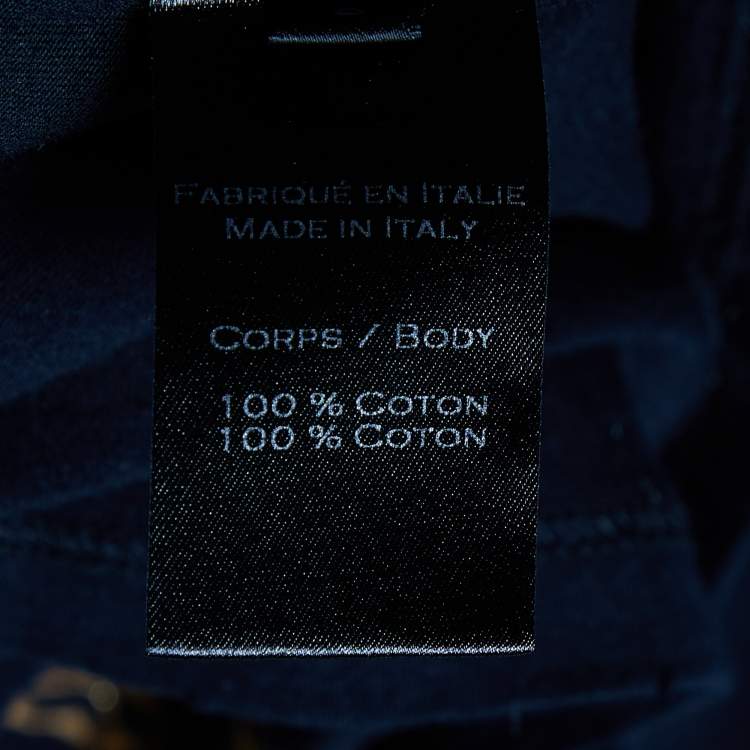 FABRIQUÉ EN ITALIE
MADE IN ITALY
CORPS / BODY
100 % COTON
100 % COTON